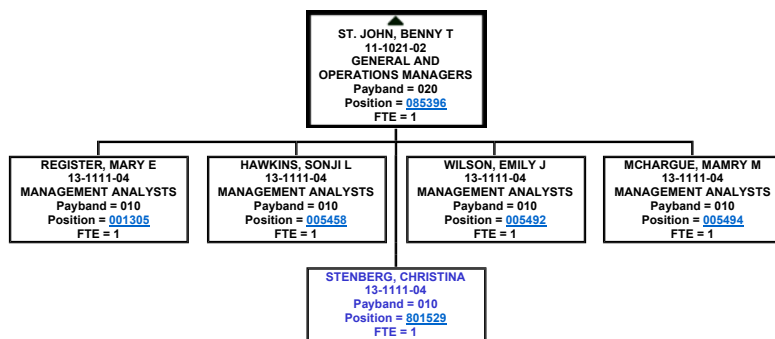 ST. JOHN, BENNY T
11-1021-02
GENERAL AND
OPERATIONS MANAGERS
Payband = 020
Position = 085396
FTE = 1
REGISTER, MARY E
13-1111-04
MANAGEMENT ANALYSTS
Payband = 010
Position = 001305
FTE = 1
HAWKINS, SONJI L
13-1111-04
MANAGEMENT ANALYSTS
Payband = 010
Position = 005458
FTE = 1
WILSON, EMILY J
13-1111-04
MANAGEMENT ANALYSTS
Payband = 010
Position = 005492
FTE = 1
MCHARGUE, MAMRY M
13-1111-04
MANAGEMENT ANALYSTS
Payband = 010
Position = 005494
FTE = 1
STENBERG, CHRISTINA
13-1111-04
Payband = 010
Position = 801529
FTE = 1